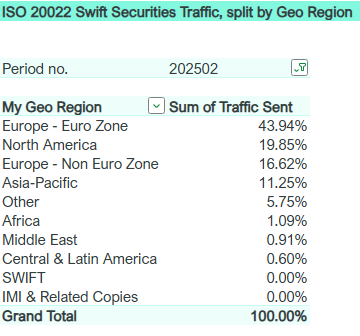 ISO 20022 Swift Securities Traffic, split by Geo Region
Period no. 202502
My Geo Region Sum of Traffic Sent
Europe - Euro Zone 43.94%
North America 19.85%
Europe - Non Euro Zone 16.62%
Asia-Pacific 11.25%
Other 5.75%
Africa 1.09%
Middle East 0.91%
Central & Latin America 0.60%
SWIFT 0.00%
IMI & Related Copies 0.00%
Grand Total 100.00%